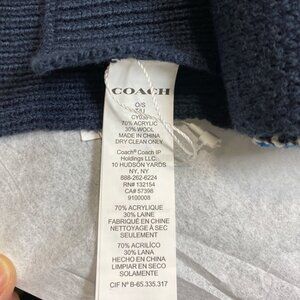 COACH
O/S
70% ACRYLIC
30% WOOL
MADE IN CHINA
DRY CLEAN ONLY
Coach® Coach IP
Holdings LLC.
10 HUDSON YARDS
NY, NY
888-262-6224
RN# 132154
CA# 57398
9100008
70% ACRYLIQUE
30% LAINE
FABRIQUÉ EN CHINE
NETTOYAGE À SEC
SEULEMENT
70% ACRÍLICO
30% LANA
HECHO EN CHINA
LIMPIAR EN SECO
SOLAMENTE
CIF Nº B-65.335.317